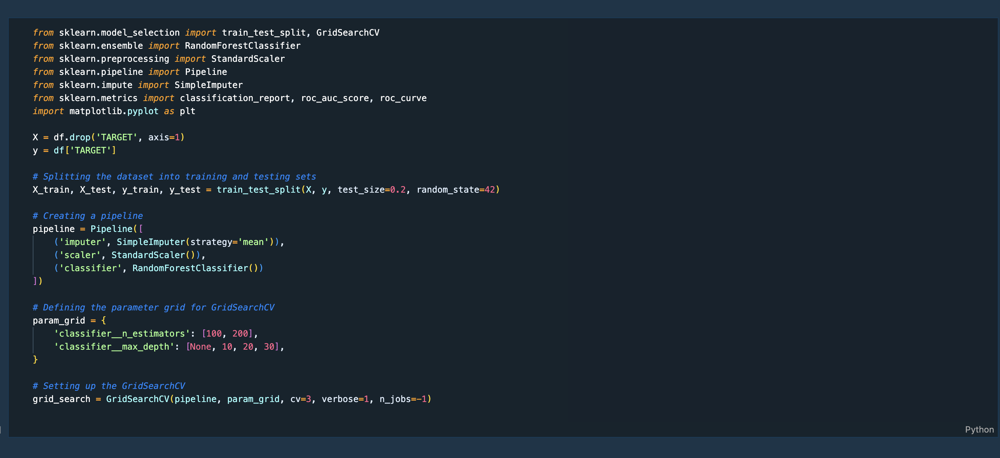 from sklearn.model_selection import train_test_split, GridSearchCV
from sklearn.ensemble import RandomForestClassifier
from sklearn.preprocessing import StandardScaler
from sklearn.pipeline import Pipeline
from sklearn.impute import SimpleImputer
from sklearn.metrics import classification_report, roc_auc_score, roc_curve
import matplotlib.pyplot as plt

X = df.drop('TARGET', axis=1)
y = df['TARGET']

# Splitting the dataset into training and testing sets
X_train, X_test, y_train, y_test = train_test_split(X, y, test_size=0.2, random_state=42)

# Creating a pipeline
pipeline = Pipeline([
    ('imputer', SimpleImputer(strategy='mean')),
    ('scaler', StandardScaler()),
    ('classifier', RandomForestClassifier())
])

# Defining the parameter grid for GridSearchCV
param_grid = {
    'classifier__n_estimators': [100, 200],
    'classifier__max_depth': [None, 10, 20, 30],
}

# Setting up the GridSearchCV
grid_search = GridSearchCV(pipeline, param_grid, cv=3, verbose=1, n_jobs=-1)
Python